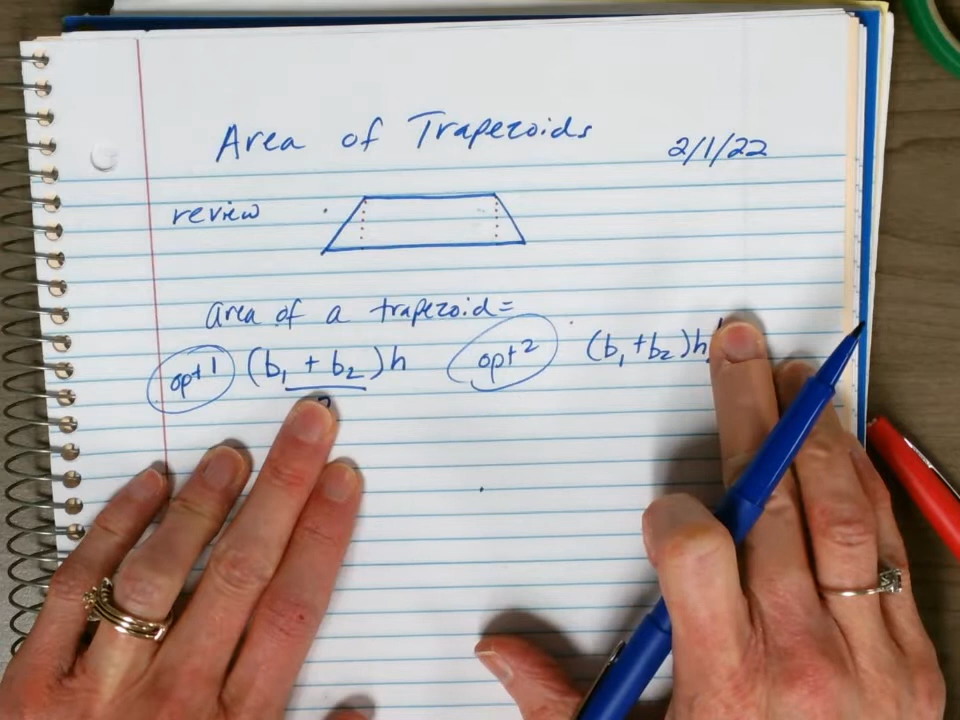 Area of Trapezoids 2/1/22
review
area of a trapezoid=
opt 1 (b₁ + b₂)h opt 2 (b₁ + b₂)h